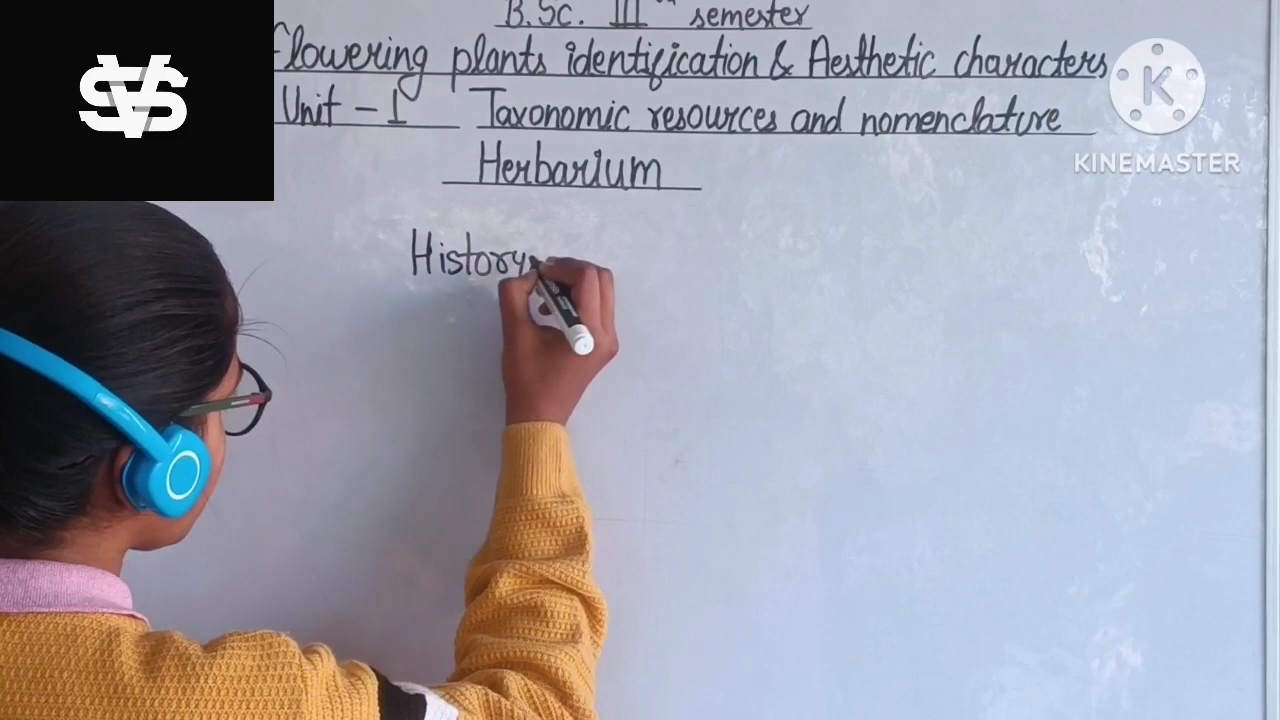 B.Sc. III semester
Flowering plants identification & Aesthetic characters
Unit - I Taxonomic resources and nomenclature
Herbarium
History
K
KINEMASTER